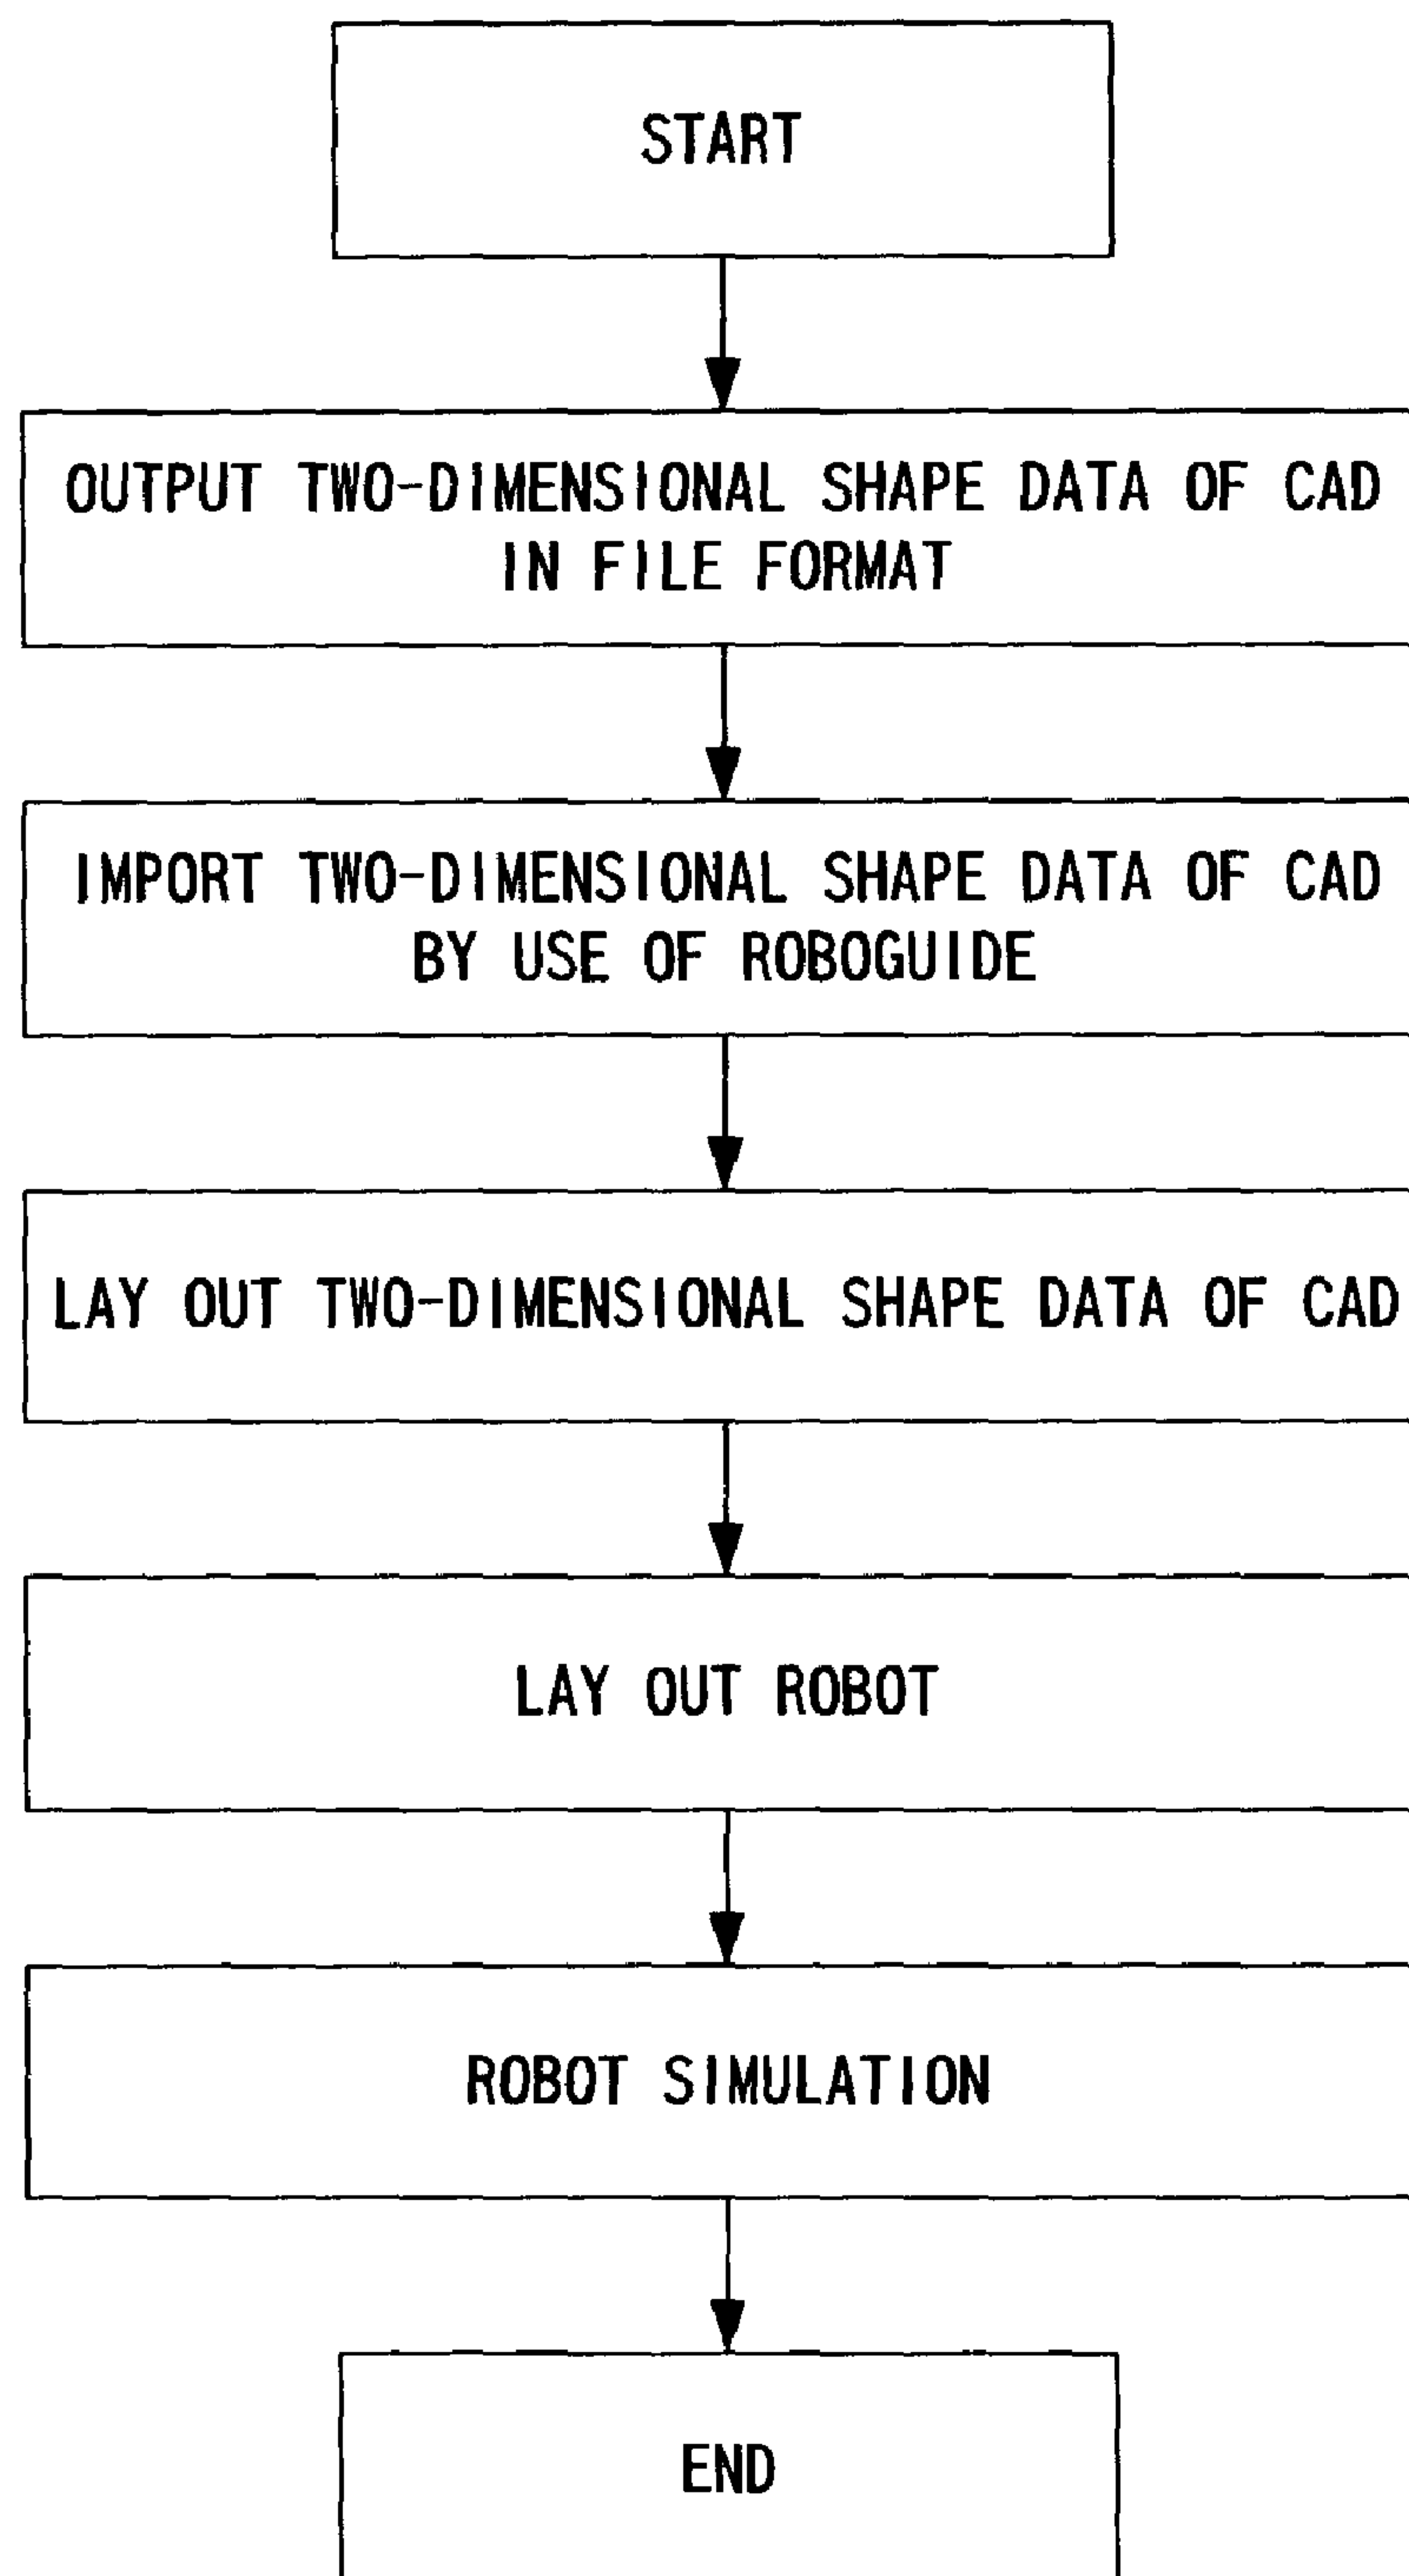 START
OUTPUT TWO-DIMENSIONAL SHAPE DATA OF CAD
IN FILE FORMAT
IMPORT TWO-DIMENSIONAL SHAPE DATA OF CAD
BY USE OF ROBOGUIDE
LAY OUT TWO-DIMENSIONAL SHAPE DATA OF CAD
LAY OUT ROBOT
ROBOT SIMULATION
END